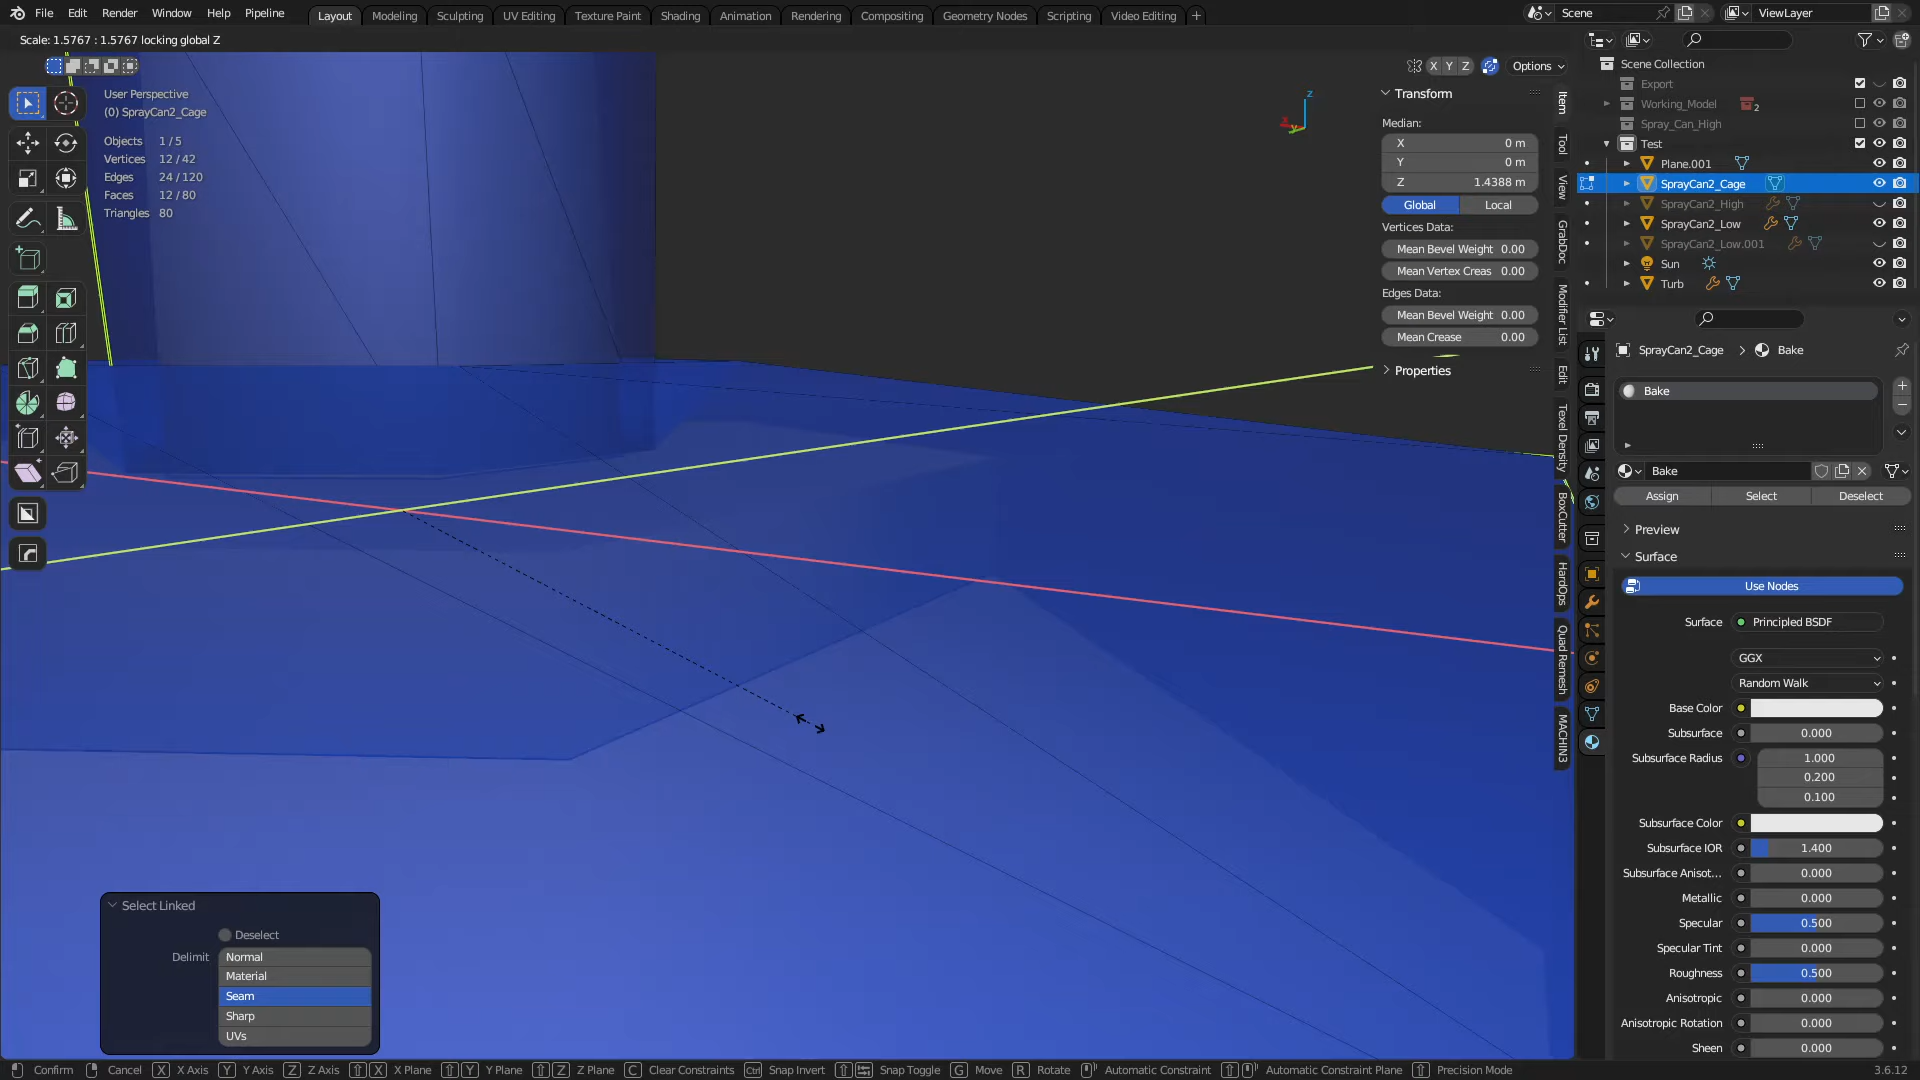 File Edit Render Window Help Pipeline Layout Modeling Sculpting UV Editing Texture Paint Shading Animation Rendering Compositing Geometry Nodes Scripting Video Editing + Scene ViewLayer
Scale: 1.5767 : 1.5767 locking global Z
X Y Z Options
User Perspective
(0) SprayCan2_Cage
Objects 1 / 5
Vertices 12 / 42
Edges 24 / 120
Faces 12 / 80
Triangles 80
Z
X
Y
Transform
Median:
X 0 m
Y 0 m
Z 1.4388 m
Global Local
Vertices Data:
Mean Bevel Weight 0.00
Mean Vertex Creas 0.00
Edges Data:
Mean Bevel Weight 0.00
Mean Crease 0.00
Properties
Item
Tool
View
GrabDoc
Modifier List
Edit
Texel Density
BoxCutter
HardOps
Quad Remesh
MACHIN3
Scene Collection
Export
Working_Model 2
Spray_Can_High
Test
Plane.001
SprayCan2_Cage
SprayCan2_High
SprayCan2_Low
SprayCan2_Low.001
Sun
Turb
SprayCan2_Cage > Bake
Bake
Bake
Assign Select Deselect
Preview
Surface
Use Nodes
Surface Principled BSDF
GGX
Random Walk
Base Color
Subsurface 0.000
Subsurface Radius 1.000
0.200
0.100
Subsurface Color
Subsurface IOR 1.400
Subsurface Anisot... 0.000
Metallic 0.000
Specular 0.500
Specular Tint 0.000
Roughness 0.500
Anisotropic 0.000
Anisotropic Rotation 0.000
Sheen 0.000
Select Linked
Deselect
Delimit Normal
Material
Seam
Sharp
UVs
Confirm Cancel X X Axis Y Y Axis Z Z Axis X X Plane Y Y Plane Z Z Plane C Clear Constraints Ctrl Snap Invert Snap Toggle G Move R Rotate Automatic Constraint Automatic Constraint Plane Precision Mode 3.6.12